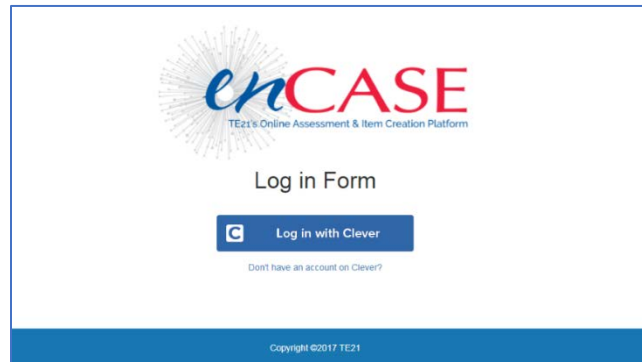 enCASE
TE21's Online Assessment & Item Creation Platform
Log in Form
C Log in with Clever
Don't have an account on Clever?
Copyright ©2017 TE21